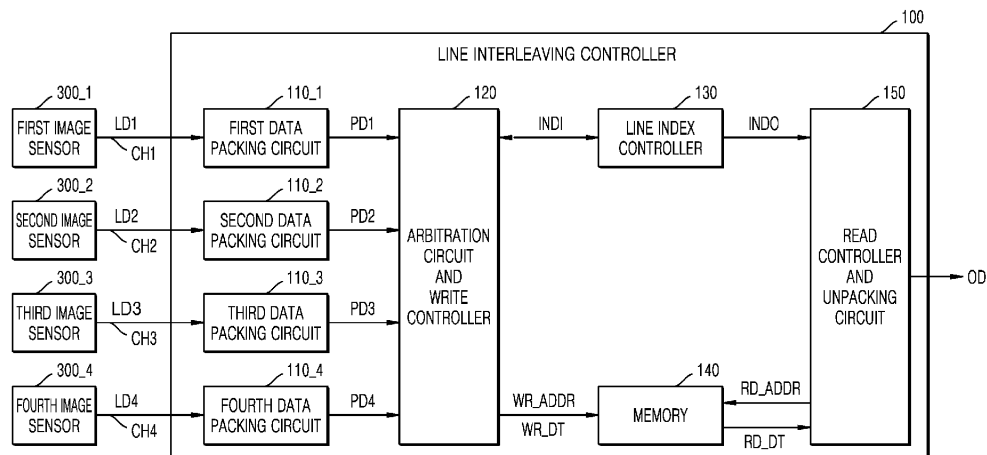 100
LINE INTERLEAVING CONTROLLER
300_1
FIRST IMAGE
SENSOR
LD1
CH1
110_1
FIRST DATA
PACKING CIRCUIT
PD1
120
ARBITRATION
CIRCUIT
AND
WRITE
CONTROLLER
INDI
130
LINE INDEX
CONTROLLER
INDO
150
READ
CONTROLLER
AND
UNPACKING
CIRCUIT
OD
300_2
SECOND IMAGE
SENSOR
LD2
CH2
110_2
SECOND DATA
PACKING CIRCUIT
PD2
300_3
THIRD IMAGE
SENSOR
LD3
CH3
110_3
THIRD DATA
PACKING CIRCUIT
PD3
300_4
FOURTH IMAGE
SENSOR
LD4
CH4
110_4
FOURTH DATA
PACKING CIRCUIT
PD4
WR_ADDR
WR_DT
140
MEMORY
RD_ADDR
RD_DT